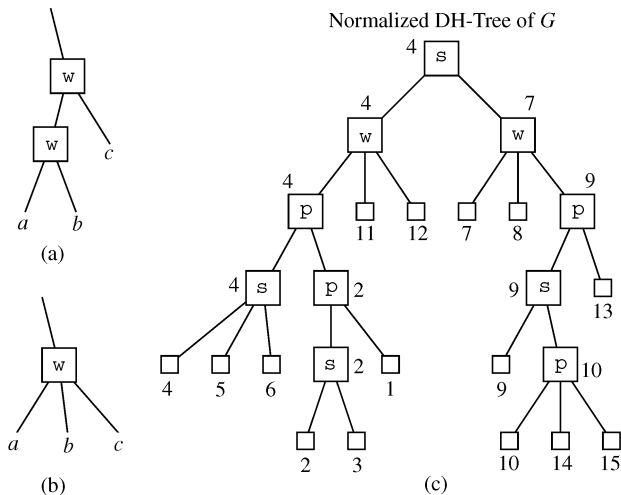 Normalized DH-Tree of G
4 s
w
4 7
w w
w
c
4 9
p p
a b
11 12 7 8
(a)
4 s p 2 9 s
13
w
s 2 p 10
4 5 6 1 9
a b c
2 3 10 14 15
(b) (c)